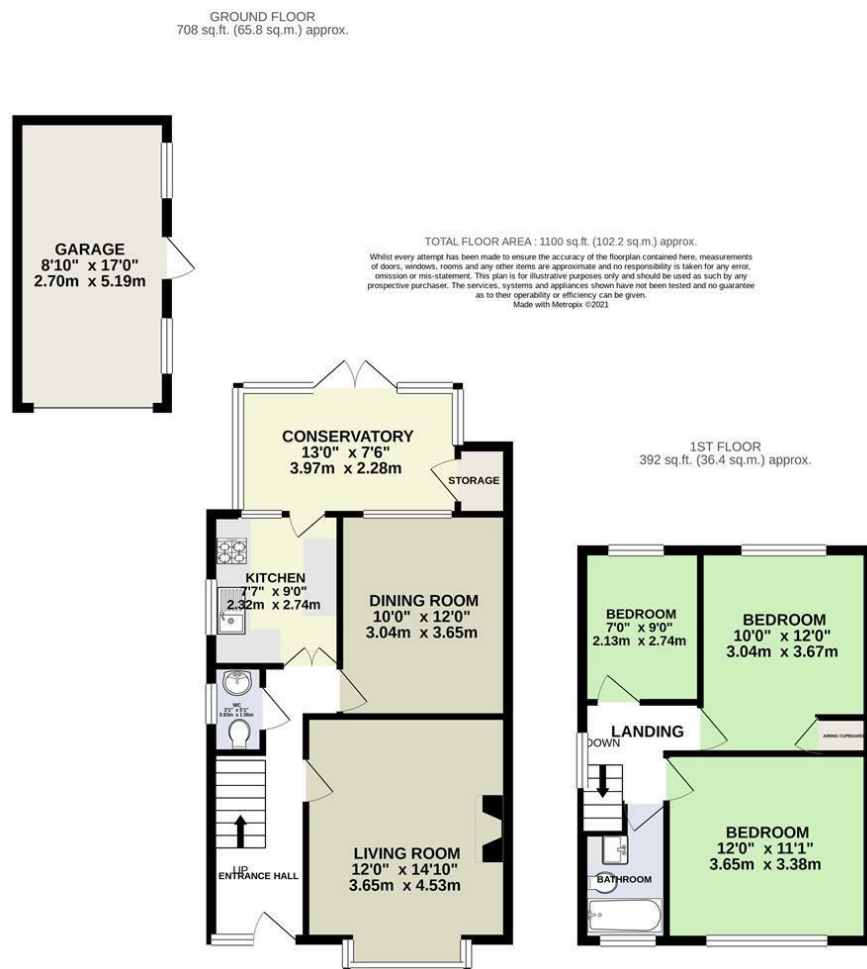 GROUND FLOOR
708 sq.ft. (65.8 sq.m.) approx.
GARAGE
8'10" x 17'0"
2.70m x 5.19m
TOTAL FLOOR AREA : 1100 sq.ft. (102.2 sq.m.) approx.
Whilst every attempt has been made to ensure the accuracy of the floorplan contained here, measurements
of doors, windows, rooms and any other items are approximate and no responsibility is taken for any error,
omission or mis-statement. This plan is for illustrative purposes only and should be used as such by any
prospective purchaser. The services, systems and appliances shown have not been tested and no guarantee
as to their operability or efficiency can be given.
Made with Metropix ©2021
CONSERVATORY
13'0" x 7'6"
3.97m x 2.28m
STORAGE
KITCHEN
7'7" x 9'0"
2.32m x 2.74m
DINING ROOM
10'0" x 12'0"
3.04m x 3.65m
WC
LIVING ROOM
12'0" x 14'10"
3.65m x 4.53m
UP
ENTRANCE HALL
1ST FLOOR
392 sq.ft. (36.4 sq.m.) approx.
BEDROOM
7'0" x 9'0"
2.13m x 2.74m
BEDROOM
10'0" x 12'0"
3.04m x 3.67m
LANDING
DOWN
AIRING CUPBOARD
BEDROOM
12'0" x 11'1"
3.65m x 3.38m
BATHROOM